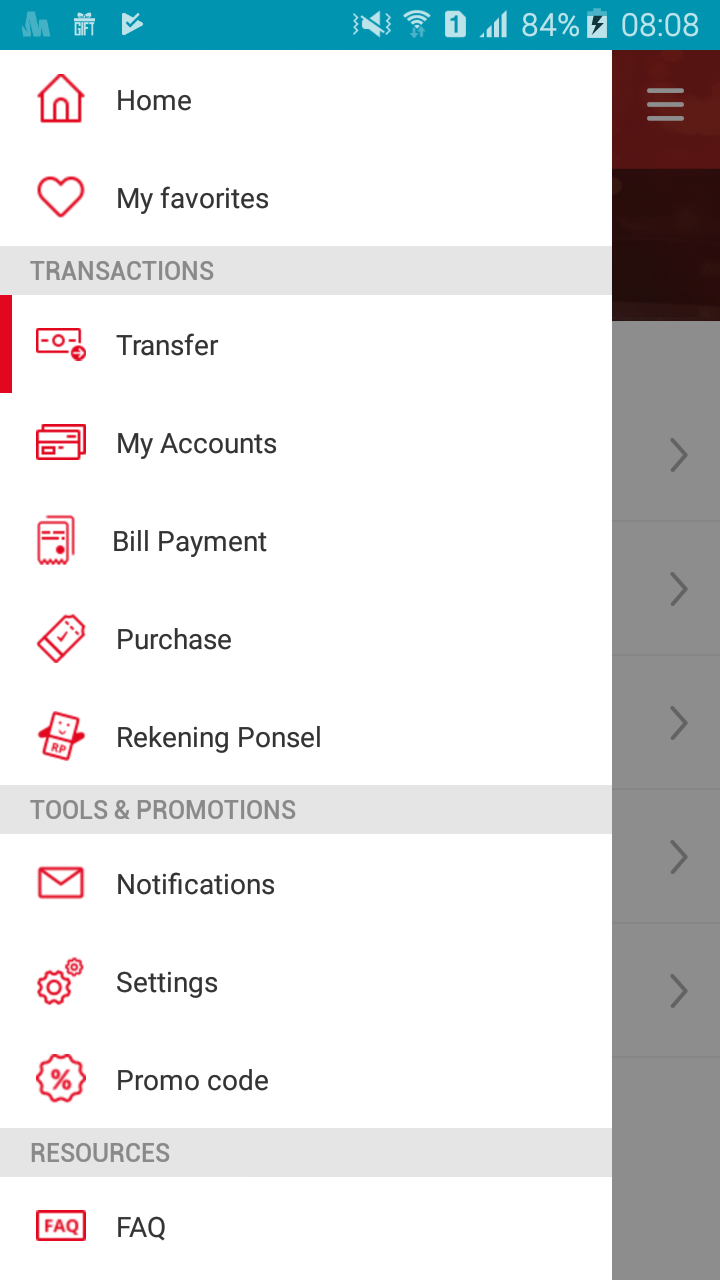 GIFT
1
84%
08:08
Home
My favorites
TRANSACTIONS
Transfer
My Accounts
Bill Payment
Purchase
RP
Rekening Ponsel
TOOLS & PROMOTIONS
Notifications
Settings
%
Promo code
RESOURCES
FAQ
FAQ